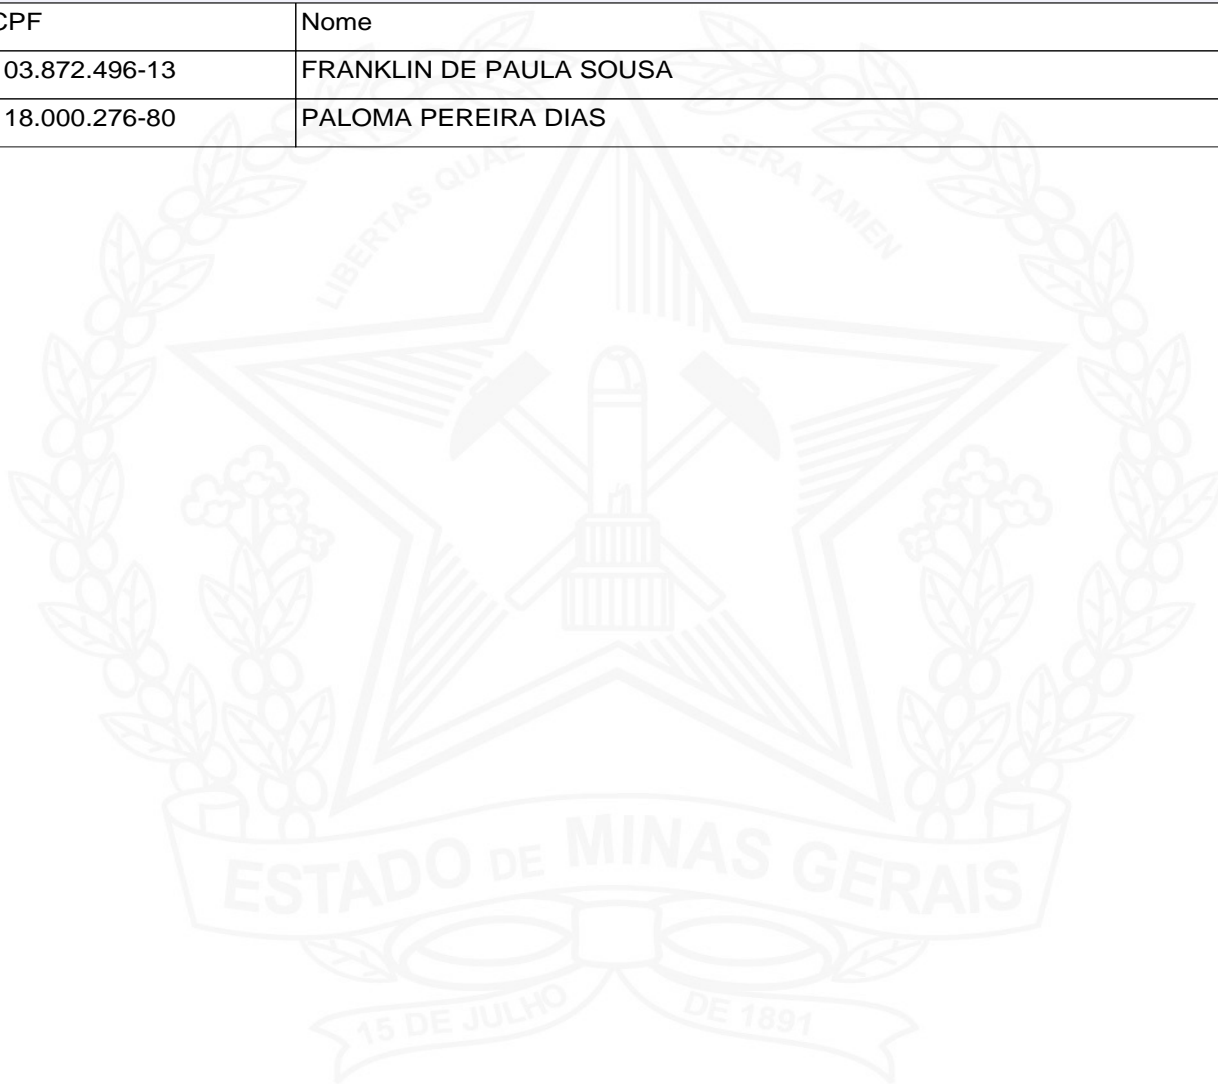 CPF Nome
03.872.496-13 FRANKLIN DE PAULA SOUSA
18.000.276-80 PALOMA PEREIRA DIAS
LIBERTAS QUAE SERA TAMEN
ESTADO DE MINAS GERAIS
15 DE JULHO DE 1891